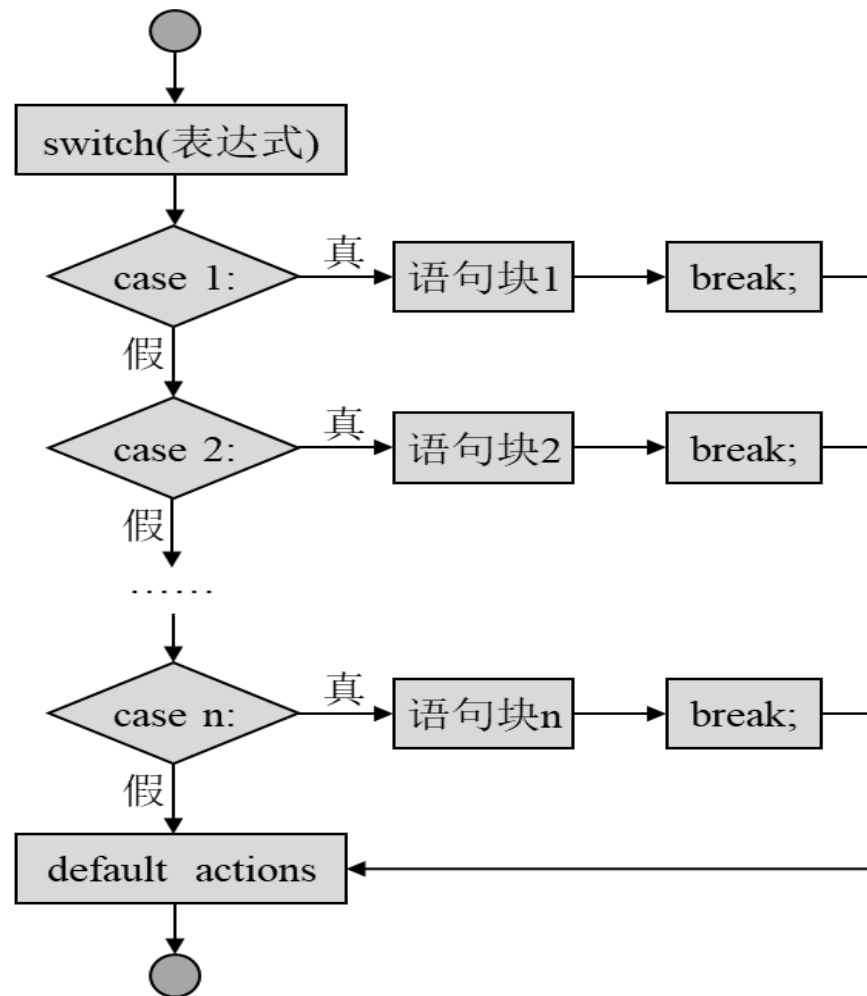 switch(表达式)
case 1:
真
语句块1
break;
假
case 2:
真
语句块2
break;
假
……
case n:
真
语句块n
break;
假
default actions